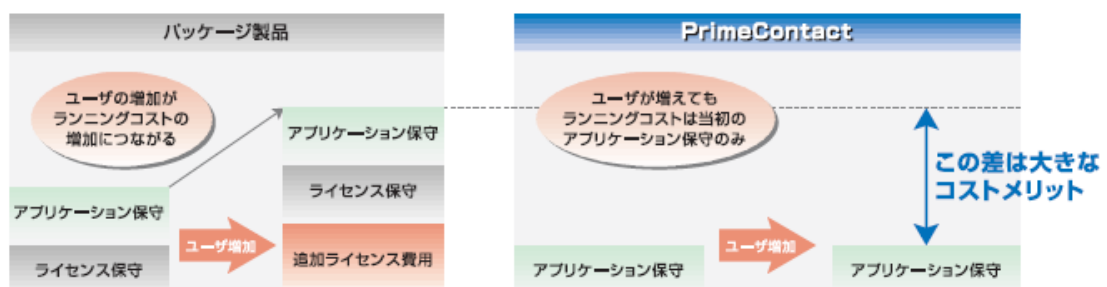 パッケージ製品
ユーザの増加が
ランニングコストの
増加につながる
アプリケーション保守
ライセンス保守
ユーザ増加
アプリケーション保守
ライセンス保守
追加ライセンス費用
PrimeContact
ユーザが増えても
ランニングコストは当初の
アプリケーション保守のみ
アプリケーション保守
ユーザ増加
アプリケーション保守
この差は大きな
コストメリット